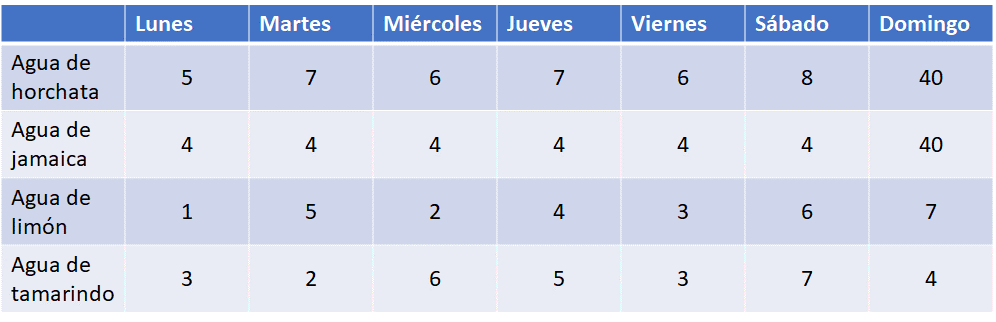 Lunes Martes Miércoles Jueves Viernes Sábado Domingo
Agua de
horchata 5 7 6 7 6 8 40
Agua de
jamaica 4 4 4 4 4 4 40
Agua de
limón 1 5 2 4 3 6 7
Agua de
tamarindo 3 2 6 5 3 7 4